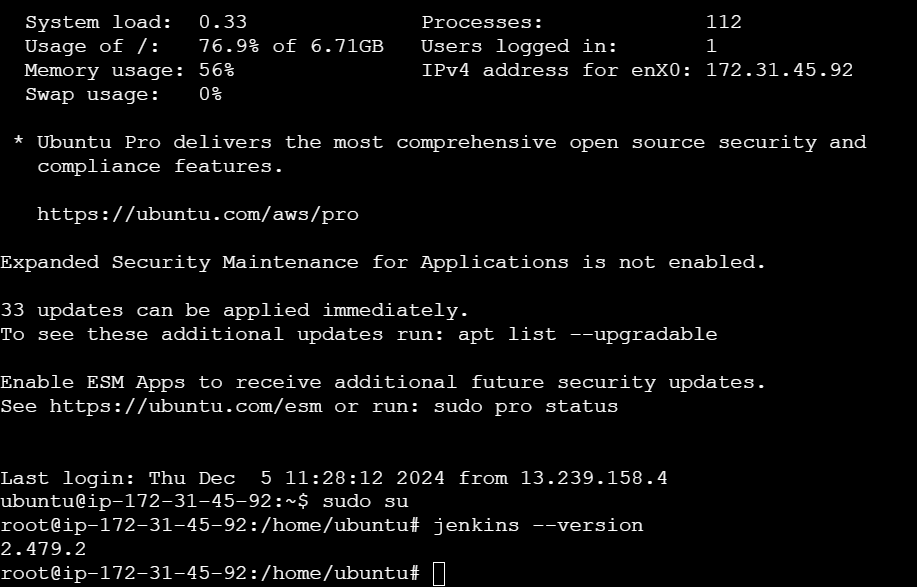 System load:  0.33               Processes:             112
Usage of /:   76.9% of 6.71GB   Users logged in:       1
Memory usage: 56%               IPv4 address for enX0: 172.31.45.92
Swap usage:   0%
* Ubuntu Pro delivers the most comprehensive open source security and
compliance features.
https://ubuntu.com/aws/pro
Expanded Security Maintenance for Applications is not enabled.
33 updates can be applied immediately.
To see these additional updates run: apt list --upgradable
Enable ESM Apps to receive additional future security updates.
See https://ubuntu.com/esm or run: sudo pro status
Last login: Thu Dec  5 11:28:12 2024 from 13.239.158.4
ubuntu@ip-172-31-45-92:~$ sudo su
root@ip-172-31-45-92:/home/ubuntu# jenkins --version
2.479.2
root@ip-172-31-45-92:/home/ubuntu#